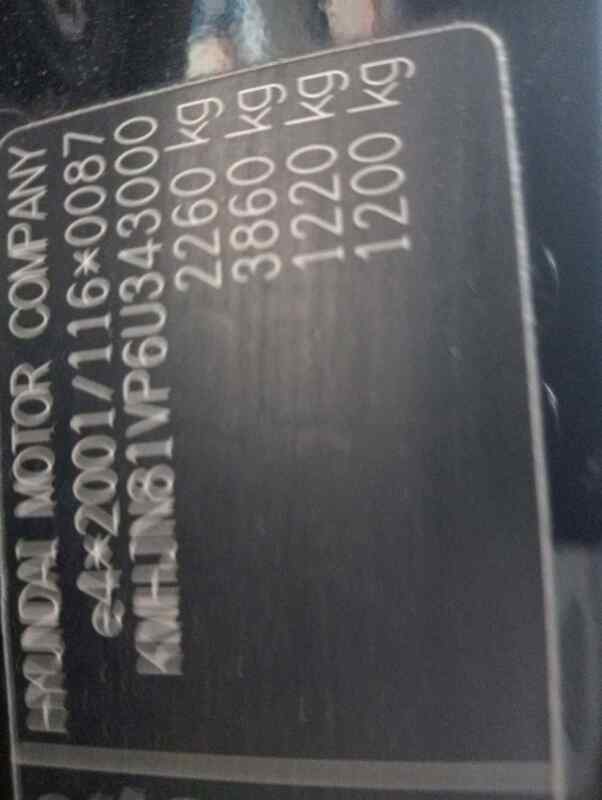 HYUNDAI MOTOR COMPANY
e4*2001/116*0087
KMHJN81VP6U343000
2260 kg
3860 kg
1220 kg
1200 kg